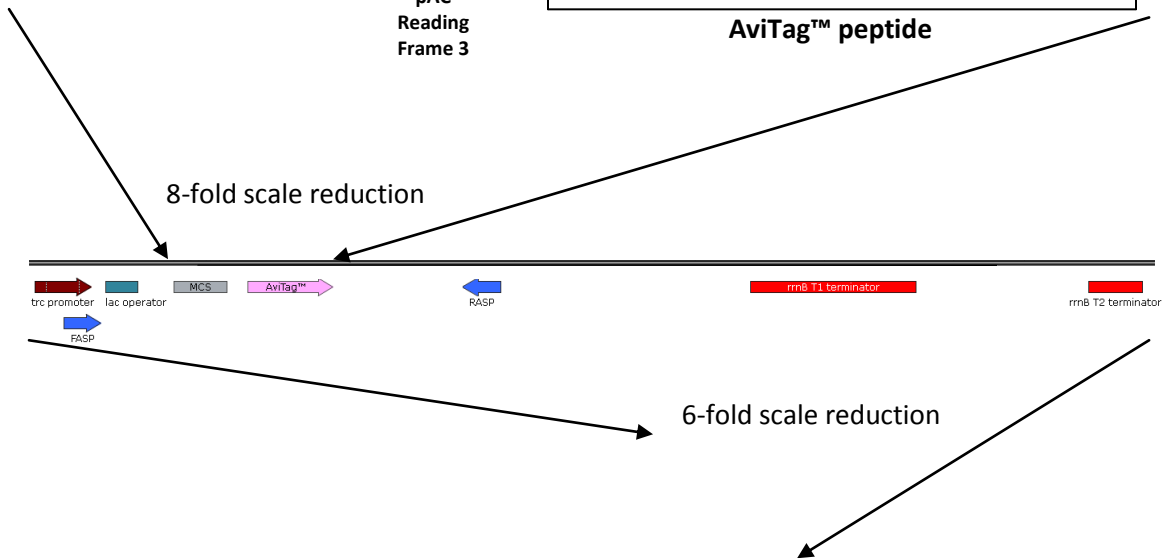 pAC
Reading
Frame 3
AviTag™ peptide
8-fold scale reduction
trc promoter
lac operator
MCS
AviTag™
RASP
rrnB T1 terminator
rrnB T2 terminator
FASP
6-fold scale reduction